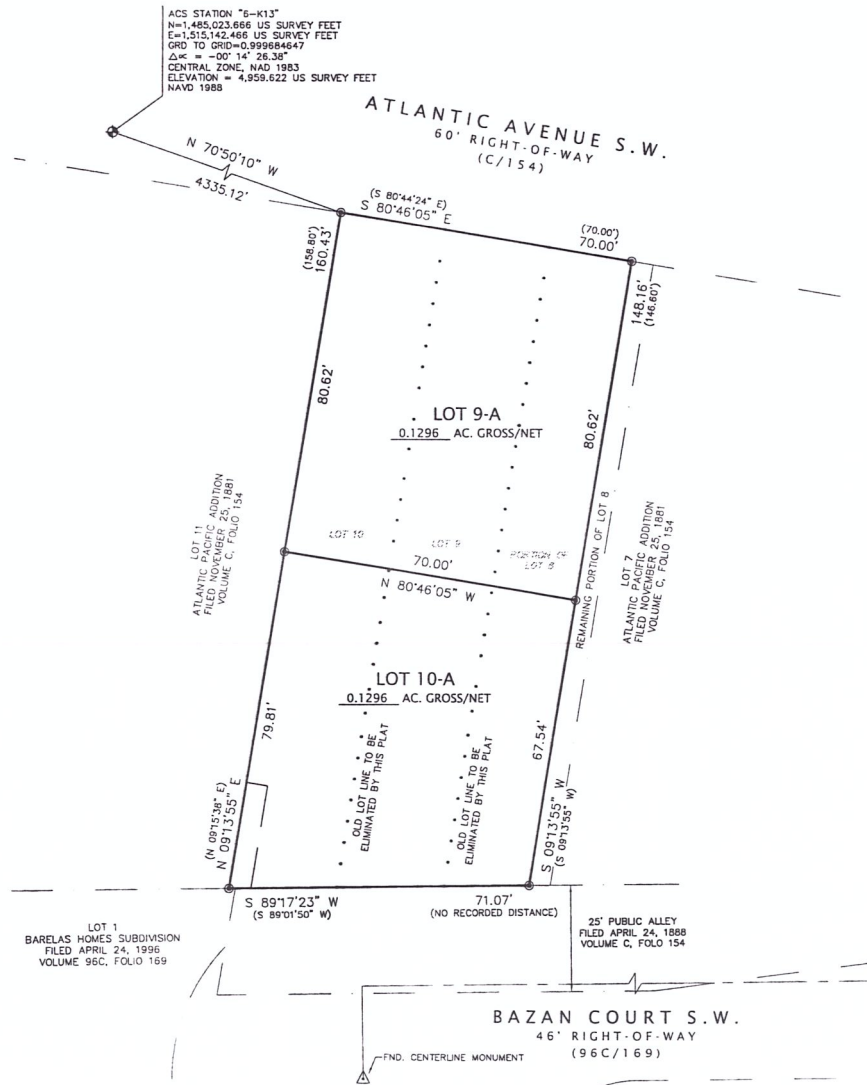 ACS STATION "6-K13"
N=1,485,023.666 US SURVEY FEET
E=1,515,142.466 US SURVEY FEET
GRD TO GRID=0.999684647
Δ∝ = -00° 14' 26.38"
CENTRAL ZONE, NAD 1983
ELEVATION = 4,959.622 US SURVEY FEET
NAVD 1988
ATLANTIC AVENUE S.W.
60' RIGHT-OF-WAY
(C/154)
N 70°50'10" W
4335.12'
(S 80°44'24" E)
S 80°46'05" E
(70.00')
70.00'
(158.80')
160.43'
148.16'
(146.60')
80.62'
80.62'
LOT 9-A
0.1296 AC. GROSS/NET
LOT 11
ATLANTIC PACIFIC ADDITION
FILED NOVEMBER 25, 1881
VOLUME C, FOLIO 154
LOT 10
LOT 9
PORTION OF
LOT 8
70.00'
N 80°46'05" W
REMAINING PORTION OF LOT 8
LOT 7
ATLANTIC PACIFIC ADDITION
FILED NOVEMBER 25, 1881
VOLUME C, FOLIO 154
LOT 10-A
0.1296 AC. GROSS/NET
79.81'
67.54'
OLD LOT LINE TO BE
ELIMINATED BY THIS PLAT
OLD LOT LINE TO BE
ELIMINATED BY THIS PLAT
(N 09°15'38" E)
N 09°13'55" E
S 09°13'55" W
(S 09°13'55" W)
S 89°17'23" W
(S 89°01'50" W)
71.07'
(NO RECORDED DISTANCE)
LOT 1
BARELAS HOMES SUBDIVISION
FILED APRIL 24, 1996
VOLUME 96C, FOLIO 169
25' PUBLIC ALLEY
FILED APRIL 24, 1888
VOLUME C, FOLO 154
BAZAN COURT S.W.
46' RIGHT-OF-WAY
(96C/169)
FND. CENTERLINE MONUMENT